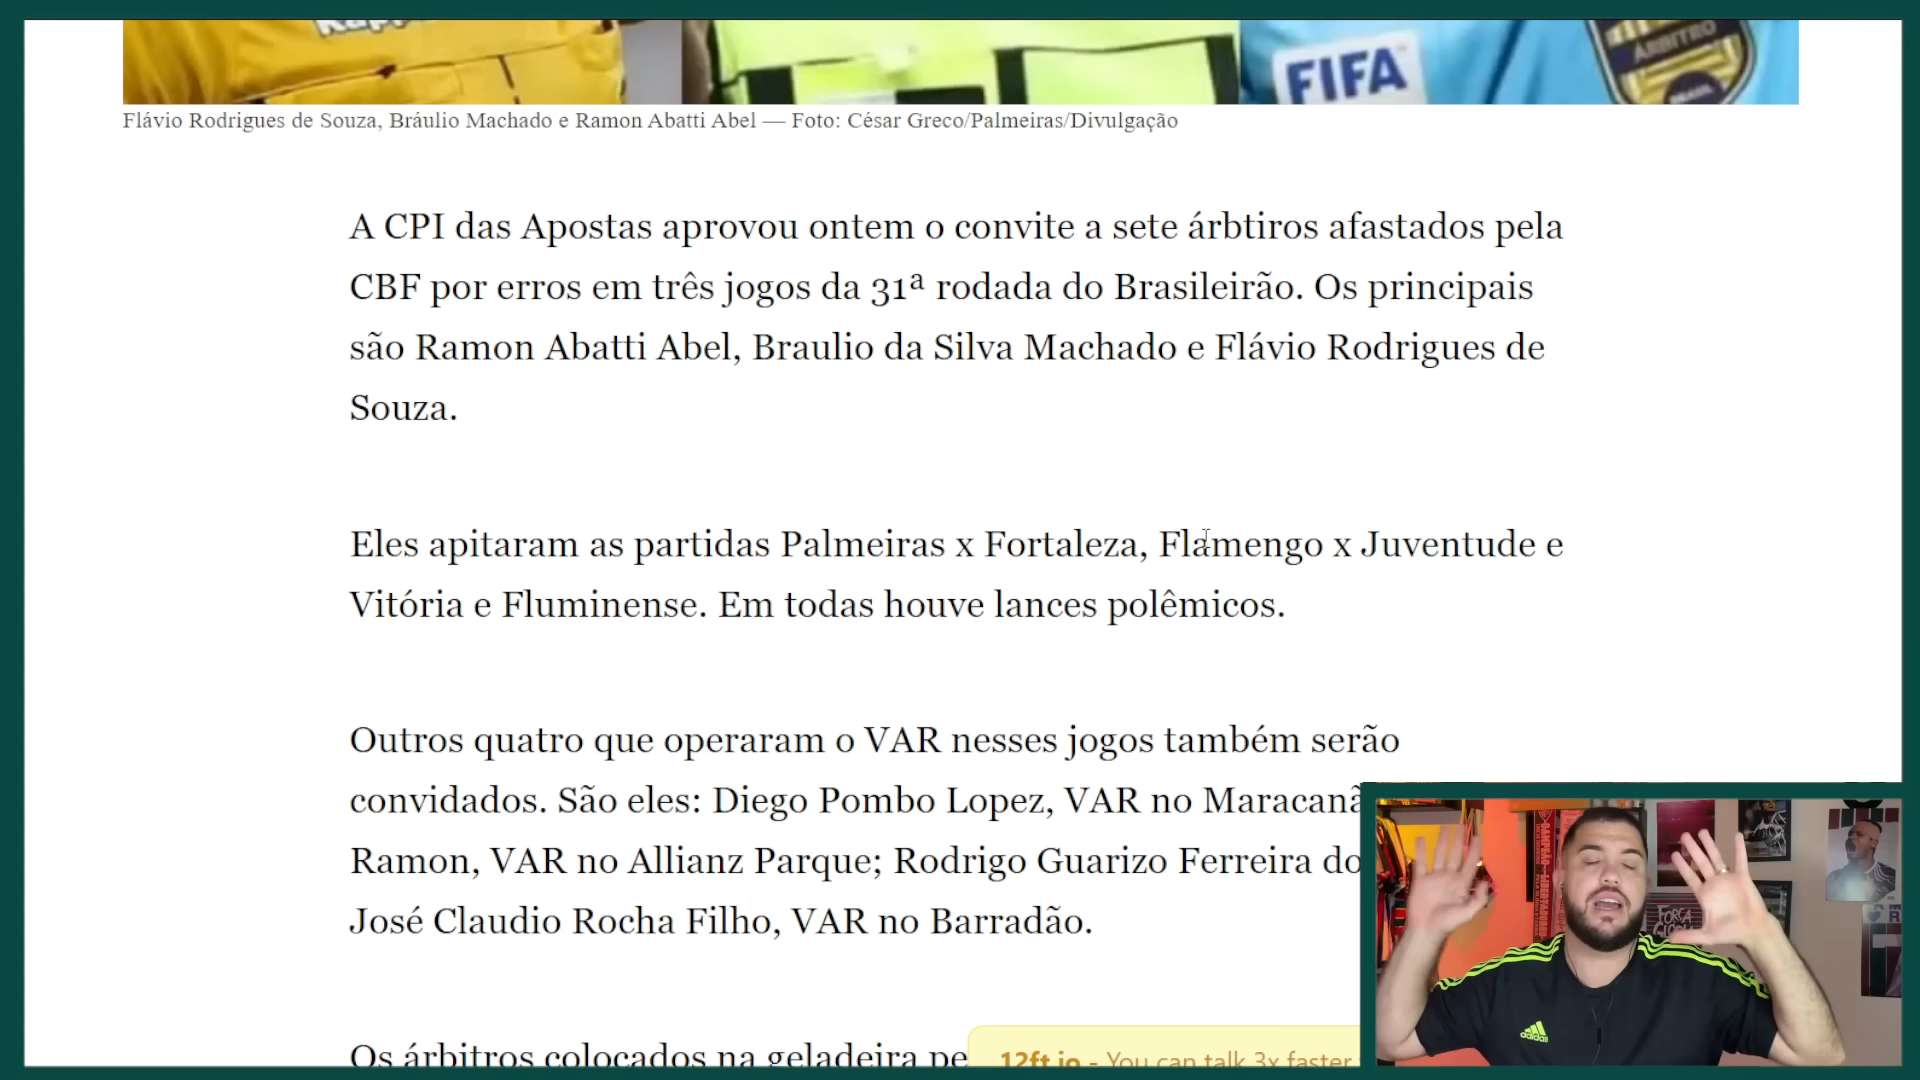 FIFA
ÁRBITRO
BRASIL
Flávio Rodrigues de Souza, Bráulio Machado e Ramon Abatti Abel — Foto: César Greco/Palmeiras/Divulgação
A CPI das Apostas aprovou ontem o convite a sete árbtiros afastados pela
CBF por erros em três jogos da 31ª rodada do Brasileirão. Os principais
são Ramon Abatti Abel, Braulio da Silva Machado e Flávio Rodrigues de
Souza.
Eles apitaram as partidas Palmeiras x Fortaleza, Flamengo x Juventude e
Vitória e Fluminense. Em todas houve lances polêmicos.
Outros quatro que operaram o VAR nesses jogos também serão
convidados. São eles: Diego Pombo Lopez, VAR no Maracanã
Ramon, VAR no Allianz Parque; Rodrigo Guarizo Ferreira do
José Claudio Rocha Filho, VAR no Barradão.
Os árbitros colocados na geladeira pe
12ft.io - You can talk 3x faster
FORÇA
adidas